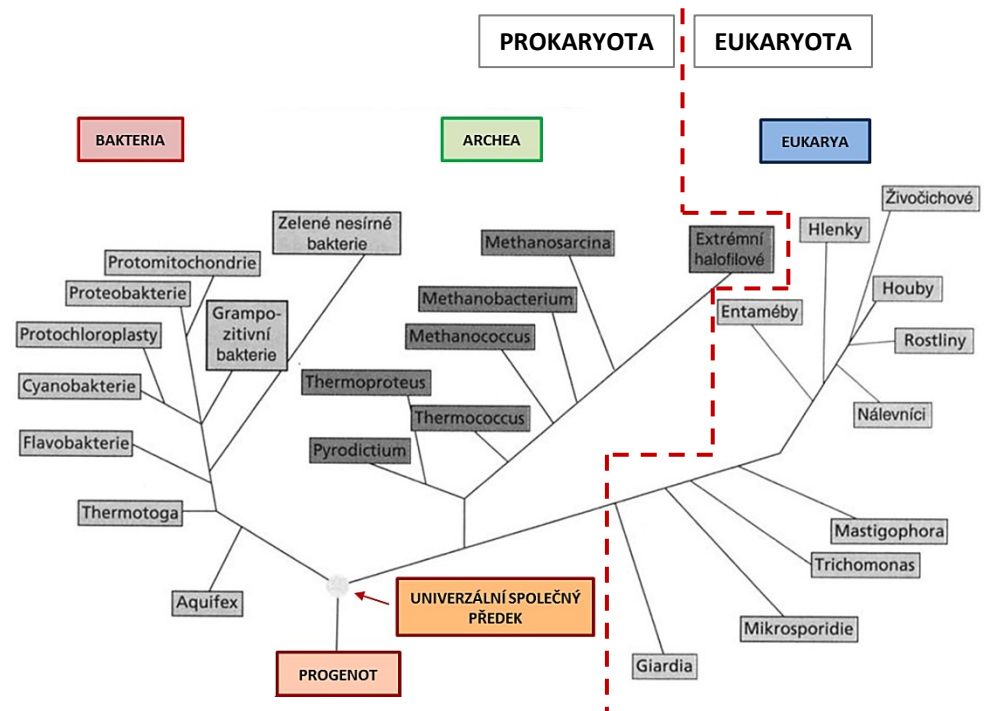 PROKARYOTA
EUKARYOTA
BAKTERIA
ARCHEA
EUKARYA
Živočichové
Zelené nesírné
bakterie
Hlenky
Methanosarcina
Extrémní
halofilové
Protomitochondrie
Proteobakterie
Methanobacterium
Houby
Grampo-
zitivní
bakterie
Entaméby
Protochloroplasty
Methanococcus
Rostliny
Cyanobakterie
Thermoproteus
Thermococcus
Nálevníci
Flavobakterie
Pyrodictium
Thermotoga
Mastigophora
Trichomonas
Aquifex
UNIVERZÁLNÍ SPOLEČNÝ
PŘEDEK
Mikrosporidie
Giardia
PROGENOT